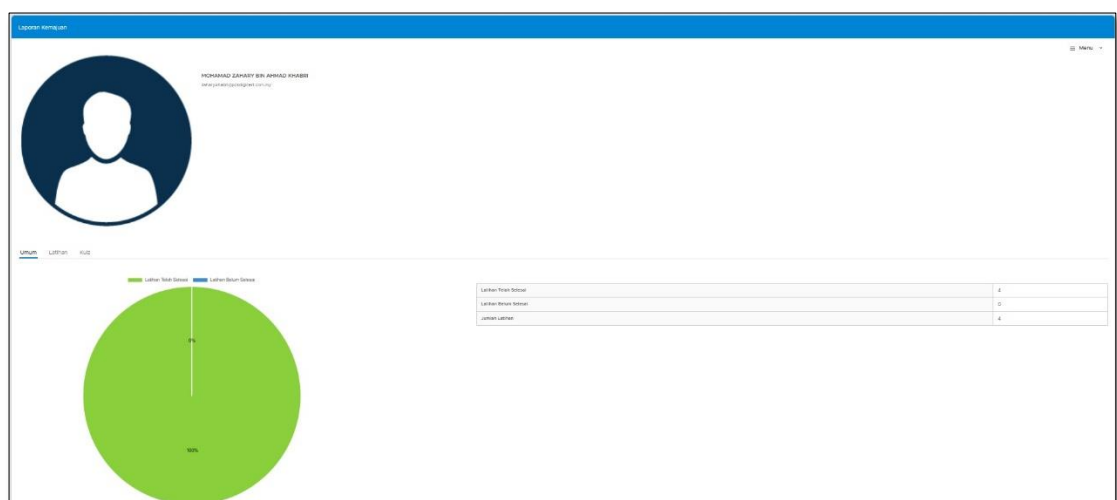 Laporan Kemajuan
Menu
MOHAMAD ZAHARY BIN AHMAD KHABIRI
Umum Latihan Kuiz
Latihan Telah Selesai Latihan Belum Selesai
Latihan Telah Selesai 4
Latihan Belum Selesai 0
Jumlah Latihan 4
0%
100%